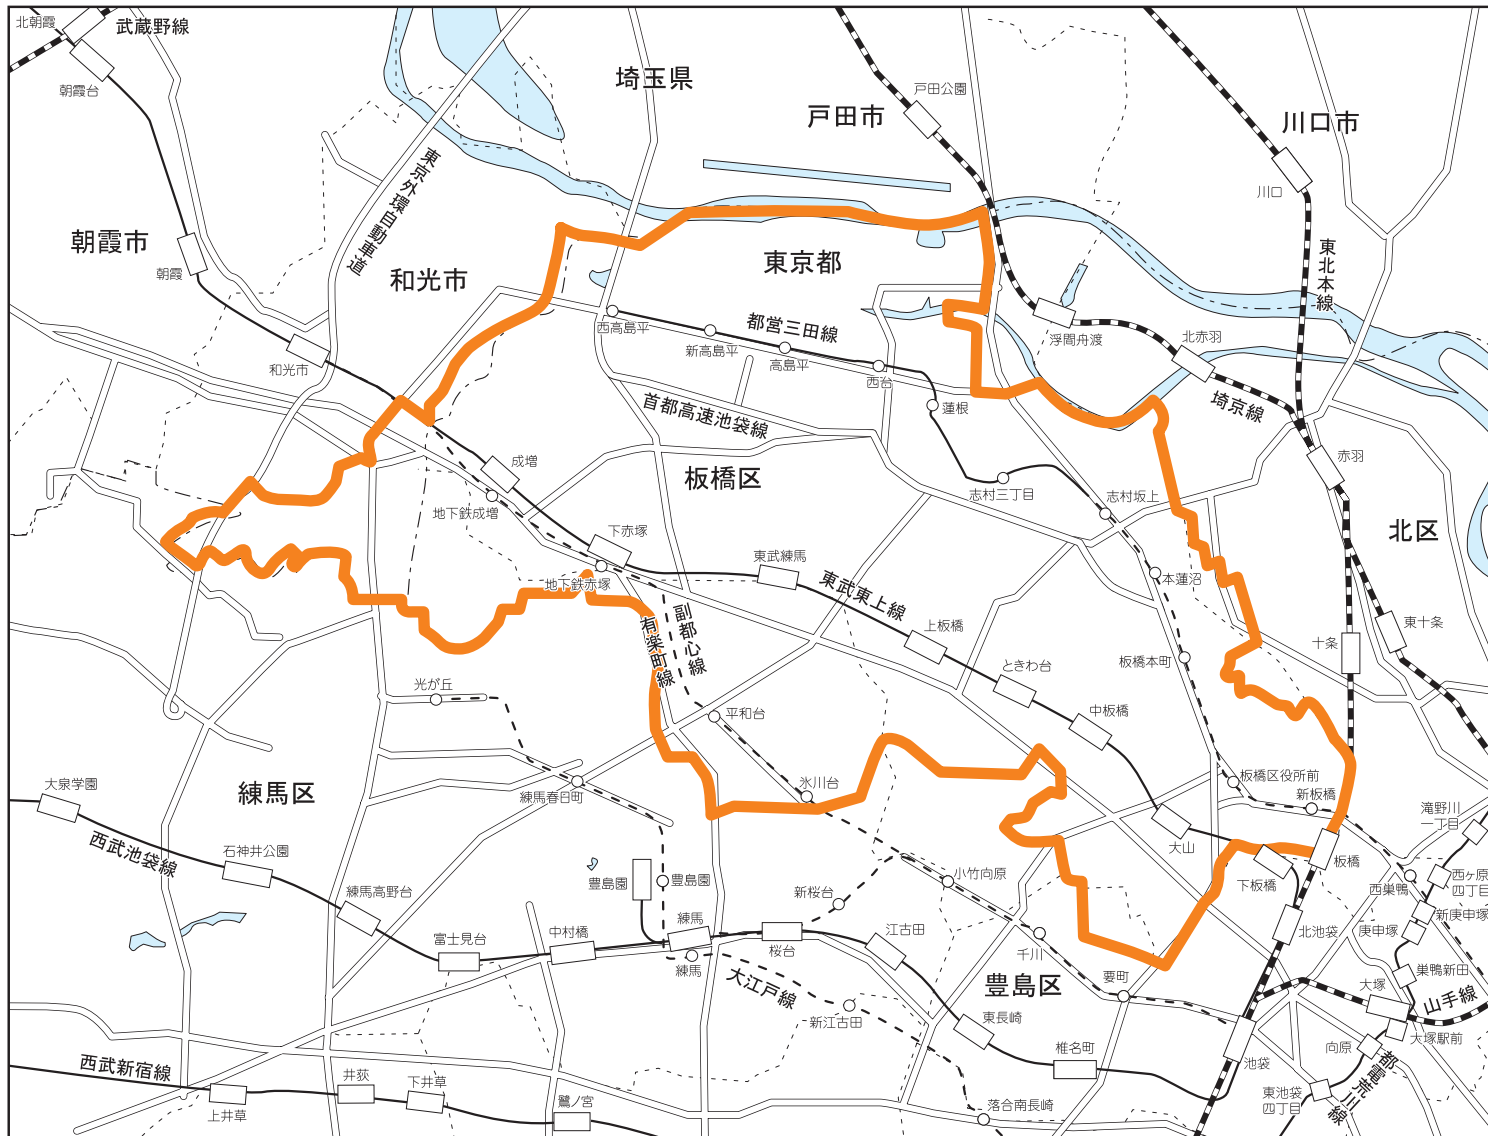 北朝霞
武蔵野線
朝霞台
埼玉県
戸田公園
戸田市
川口市
川口
東京外環自動車道
朝霞市
朝霞
和光市
東京都
東北本線
西高島平
都営三田線
新高島平
高島平
西台
浮間舟渡
北赤羽
和光市
首都高速池袋線
蓮根
埼京線
赤羽
成増
板橋区
志村三丁目
志村坂上
地下鉄成増
北区
下赤塚
東武練馬
地下鉄赤塚
東武東上線
本蓮沼
副都心線
有楽町線
上板橋
東十条
十条
ときわ台
板橋本町
光が丘
平和台
中板橋
大泉学園
練馬区
練馬春日町
氷川台
板橋区役所前
新板橋
滝野川
一丁目
西武池袋線
石神井公園
大山
板橋
下板橋
西巣鴨
西ヶ原
四丁目
練馬高野台
豊島園
豊島園
新桜台
小竹向原
新庚申塚
庚申塚
富士見台
中村橋
練馬
桜台
江古田
北池袋
練馬
千川
巣鴨新田
大江戸線
豊島区
要町
大塚
山手線
新江古田
東長崎
大塚駅前
椎名町
池袋
向原
都電荒川線
西武新宿線
井荻
下井草
上井草
鷺ノ宮
落合南長崎
東池袋
四丁目